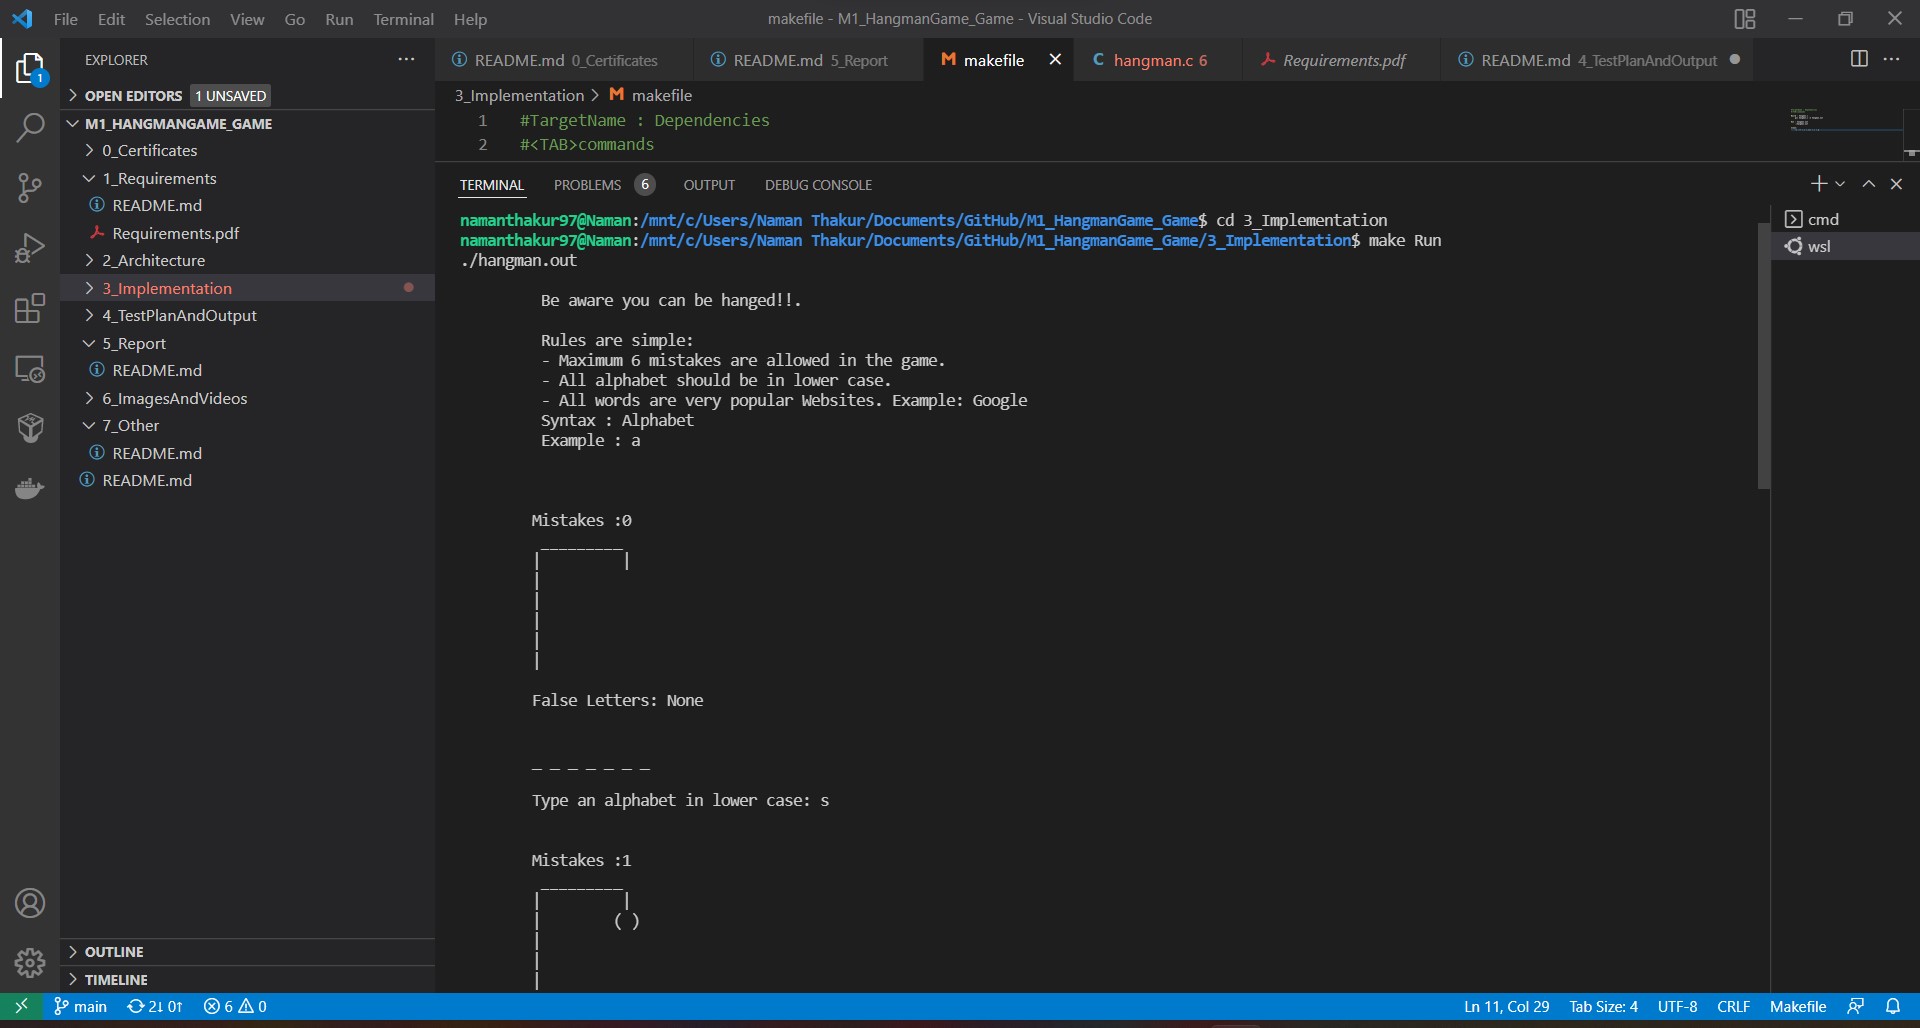 File Edit Selection View Go Run Terminal Help
makefile - M1_HangmanGame_Game - Visual Studio Code
EXPLORER
1
OPEN EDITORS 1 UNSAVED
M1_HANGMANGAME_GAME
0_Certificates
1_Requirements
README.md
Requirements.pdf
2_Architecture
3_Implementation
4_TestPlanAndOutput
5_Report
README.md
6_ImagesAndVideos
7_Other
README.md
README.md
OUTLINE
TIMELINE
README.md 0_Certificates
README.md 5_Report
makefile
C hangman.c 6
Requirements.pdf
README.md 4_TestPlanAndOutput
3_Implementation > M makefile
1 #TargetName : Dependencies
2 #<TAB>commands
TERMINAL PROBLEMS 6 OUTPUT DEBUG CONSOLE
namanthakur97@Naman:/mnt/c/Users/Naman Thakur/Documents/GitHub/M1_HangmanGame_Game$ cd 3_Implementation
namanthakur97@Naman:/mnt/c/Users/Naman Thakur/Documents/GitHub/M1_HangmanGame_Game/3_Implementation$ make Run
./hangman.out
Be aware you can be hanged!!.
Rules are simple:
- Maximum 6 mistakes are allowed in the game.
- All alphabet should be in lower case.
- All words are very popular Websites. Example: Google
Syntax : Alphabet
Example : a
Mistakes :0
False Letters: None
_ _ _ _ _ _ _
Type an alphabet in lower case: s
Mistakes :1
( )
cmd
wsl
main 2↓ 0↑ 6 0
Ln 11, Col 29 Tab Size: 4 UTF-8 CRLF Makefile